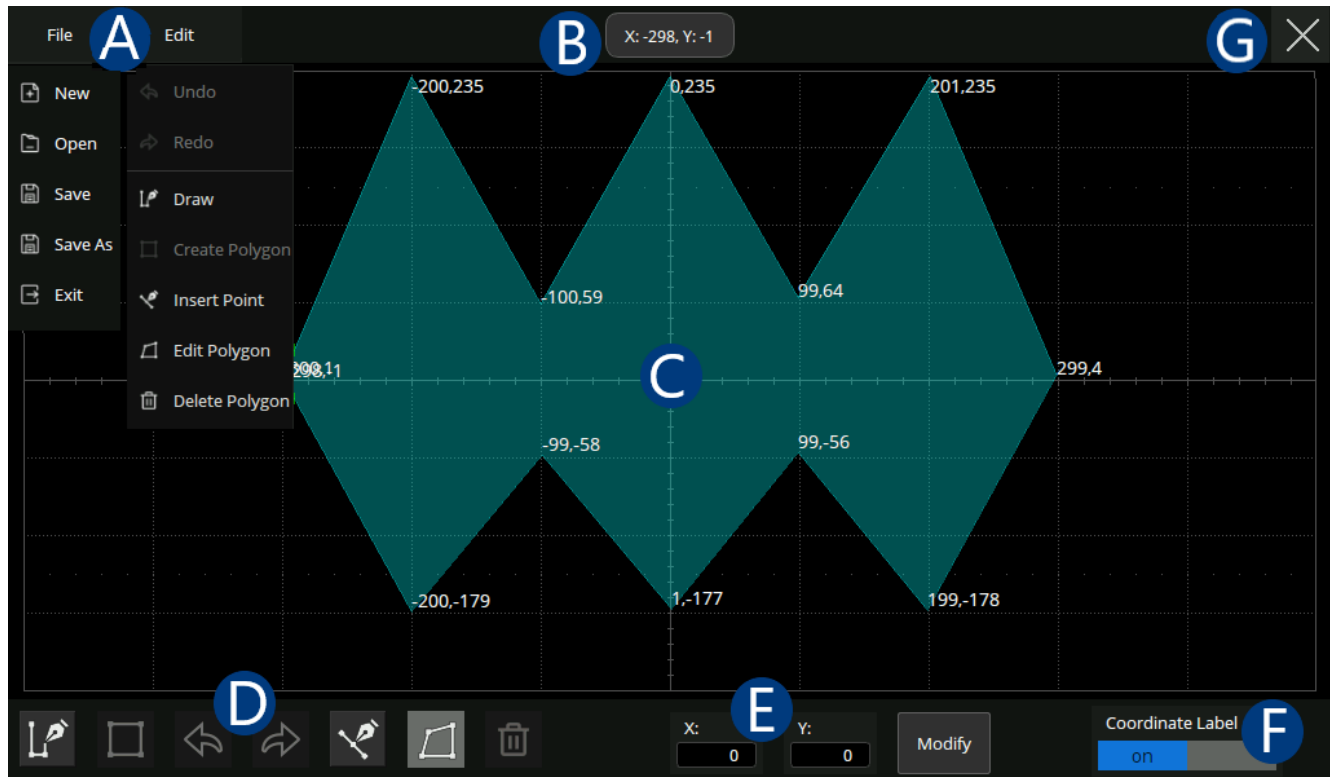 File A Edit B X: -298, Y: -1 G
New
Open
Save
Save As
Exit
Undo
Redo
Draw
Create Polygon
Insert Point
Edit Polygon
Delete Polygon
-200,235 0,235 201,235
-100,59 99,64
C
299,4
-99,-58 99,-56
-200,-179 1,-177 199,-178
D
E
X: Y:
0 0
Modify
Coordinate Label
on
F